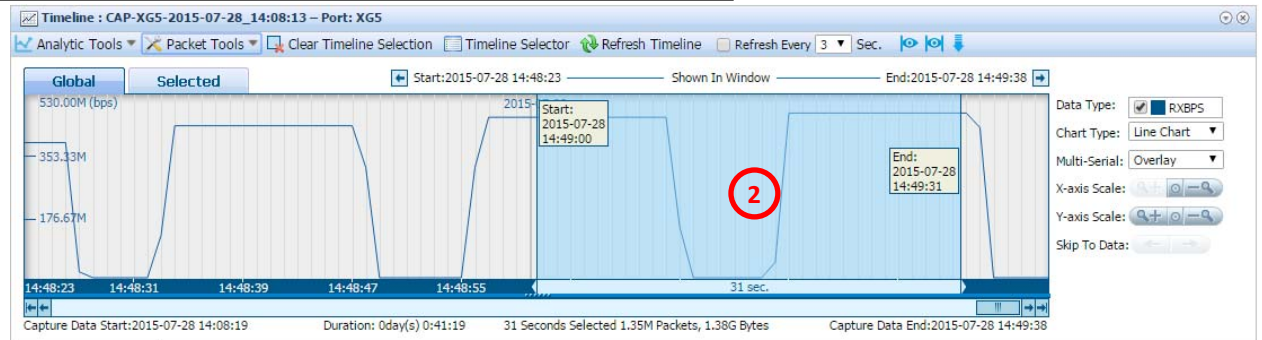 Timeline : CAP-XG5-2015-07-28_14:08:13 – Port: XG5
Analytic Tools Packet Tools Clear Timeline Selection Timeline Selector Refresh Timeline Refresh Every 3 Sec.
Global Selected Start:2015-07-28 14:48:23 Shown In Window End:2015-07-28 14:49:38
530.00M (bps)
2015-
Start:
2015-07-28
14:49:00
353.33M
End:
2015-07-28
14:49:31
2
176.67M
14:48:23 14:48:31 14:48:39 14:48:47 14:48:55 31 sec.
Capture Data Start:2015-07-28 14:08:19 Duration: 0day(s) 0:41:19 31 Seconds Selected 1.35M Packets, 1.38G Bytes Capture Data End:2015-07-28 14:49:38
Data Type: RXBPS
Chart Type: Line Chart
Multi-Serial: Overlay
X-axis Scale:
Y-axis Scale:
Skip To Data: